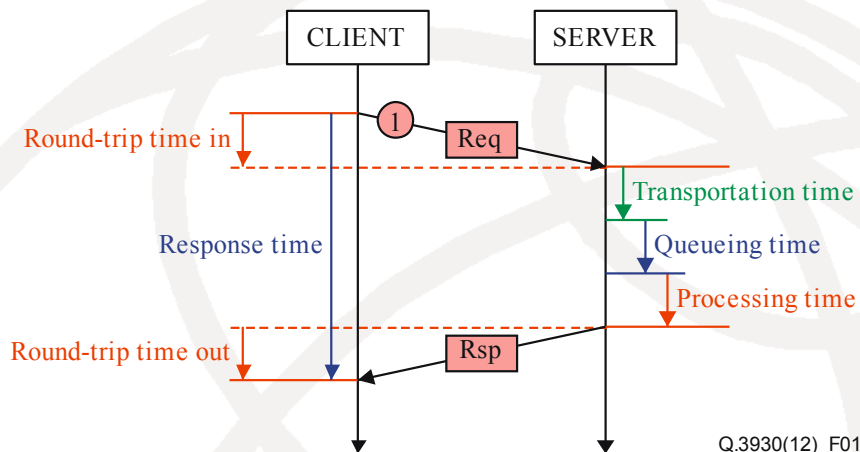 CLIENT
SERVER
1
Req
Round-trip time in
Transportation time
Response time
Queueing time
Processing time
Round-trip time out
Rsp
Q.3930(12)_F01